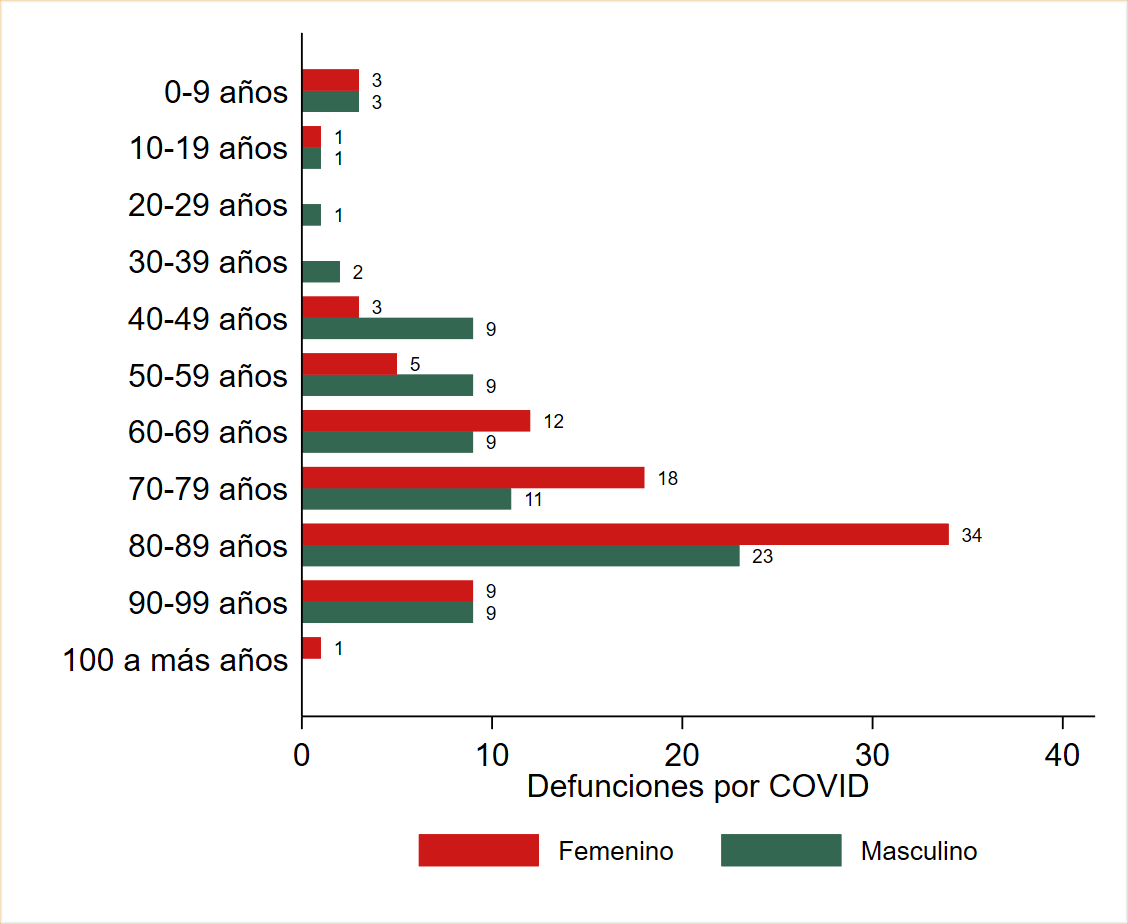 0-9 años
3
3
10-19 años
1
1
20-29 años
1
30-39 años
2
40-49 años
3
9
50-59 años
5
9
60-69 años
12
9
70-79 años
18
11
80-89 años
34
23
90-99 años
9
9
100 a más años
1
0 10 20 30 40
Defunciones por COVID
Femenino Masculino